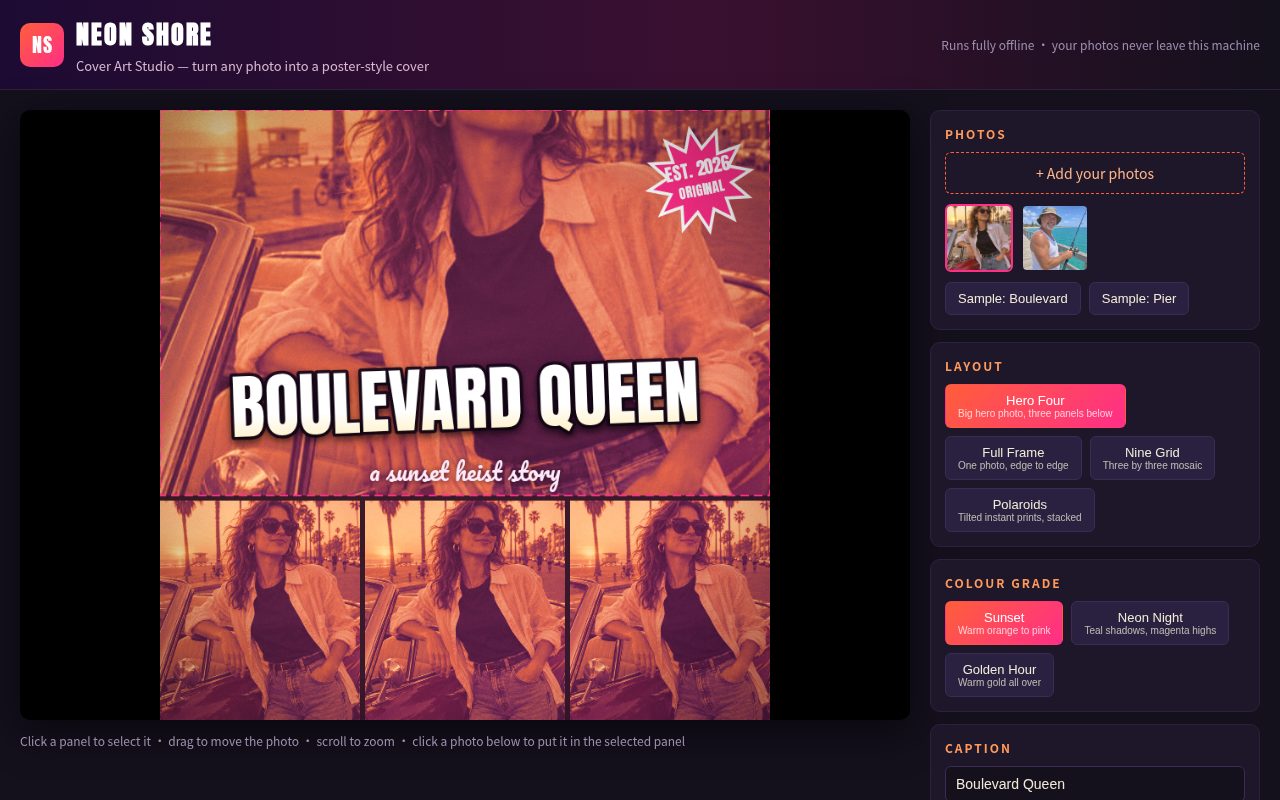 NS
NEON SHORE
Cover Art Studio — turn any photo into a poster-style cover
Runs fully offline • your photos never leave this machine
EST. 2026
ORIGINAL
BOULEVARD QUEEN
a sunset heist story
Click a panel to select it • drag to move the photo • scroll to zoom • click a photo below to put it in the selected panel
PHOTOS
+ Add your photos
Sample: Boulevard
Sample: Pier
LAYOUT
Hero Four
Big hero photo, three panels below
Full Frame
One photo, edge to edge
Nine Grid
Three by three mosaic
Polaroids
Tilted instant prints, stacked
COLOUR GRADE
Sunset
Warm orange to pink
Neon Night
Teal shadows, magenta highs
Golden Hour
Warm gold all over
CAPTION
Boulevard Queen